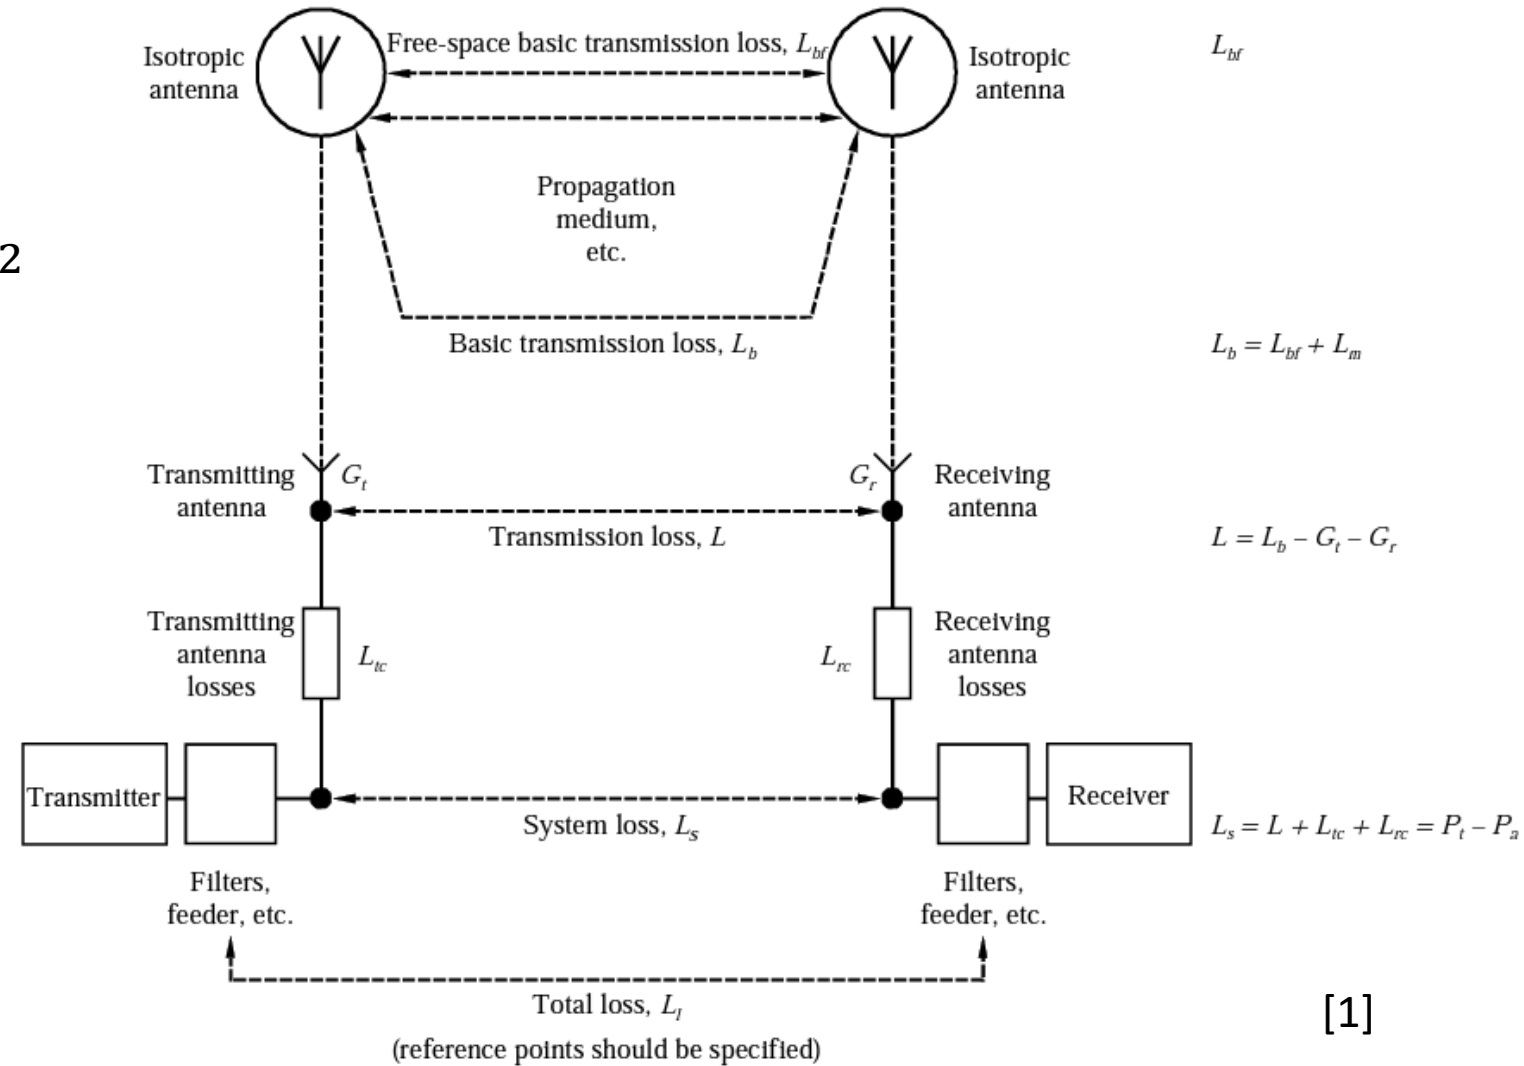 Free-space basic transmission loss, L_bf
Isotropic
antenna
Isotropic
antenna
L_bf
Propagation
medium,
etc.
2
Basic transmission loss, L_b
L_b = L_bf + L_m
Transmitting
antenna
G_t
G_r
Receiving
antenna
Transmission loss, L
L = L_b – G_t – G_r
Transmitting
antenna
losses
L_tc
L_rc
Receiving
antenna
losses
Transmitter
Receiver
System loss, L_s
L_s = L + L_tc + L_rc = P_t – P_a
Filters,
feeder, etc.
Filters,
feeder, etc.
Total loss, L_l
(reference points should be specified)
[1]